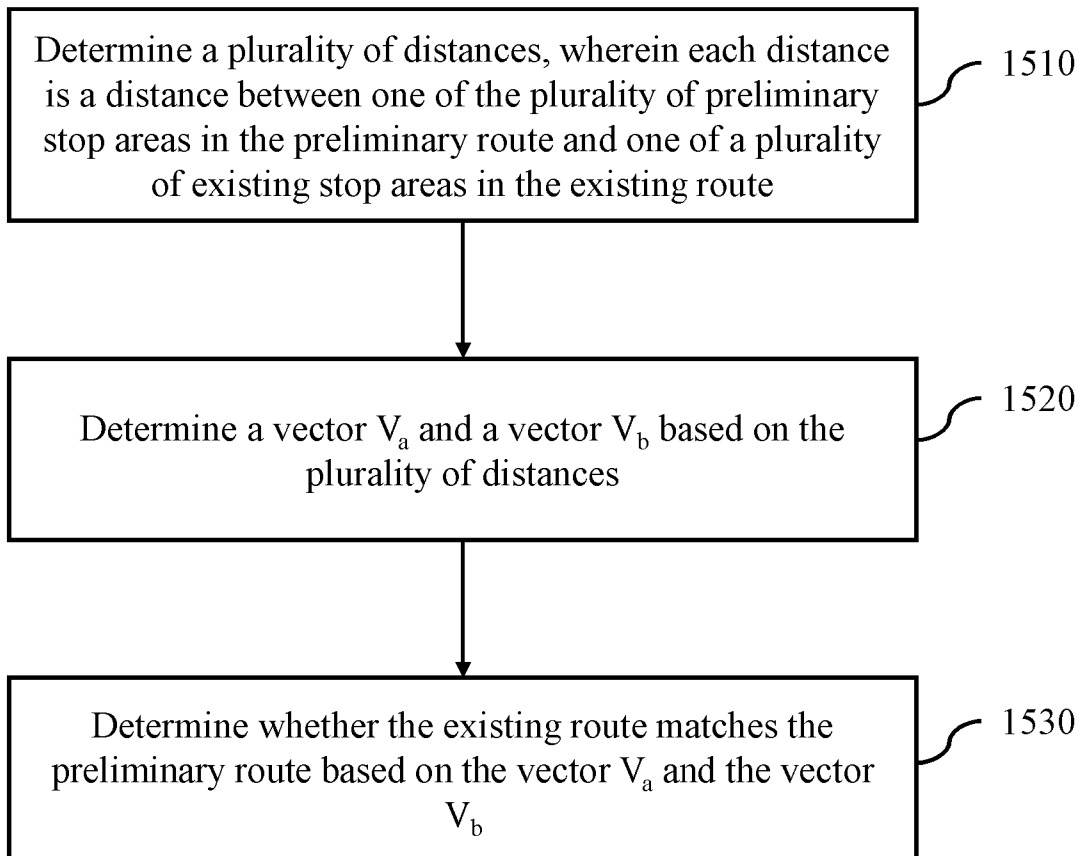 Determine a plurality of distances, wherein each distance
is a distance between one of the plurality of preliminary
stop areas in the preliminary route and one of a plurality
of existing stop areas in the existing route
1510
Determine a vector Va and a vector Vb based on the
plurality of distances
1520
Determine whether the existing route matches the
preliminary route based on the vector Va and the vector
Vb
1530